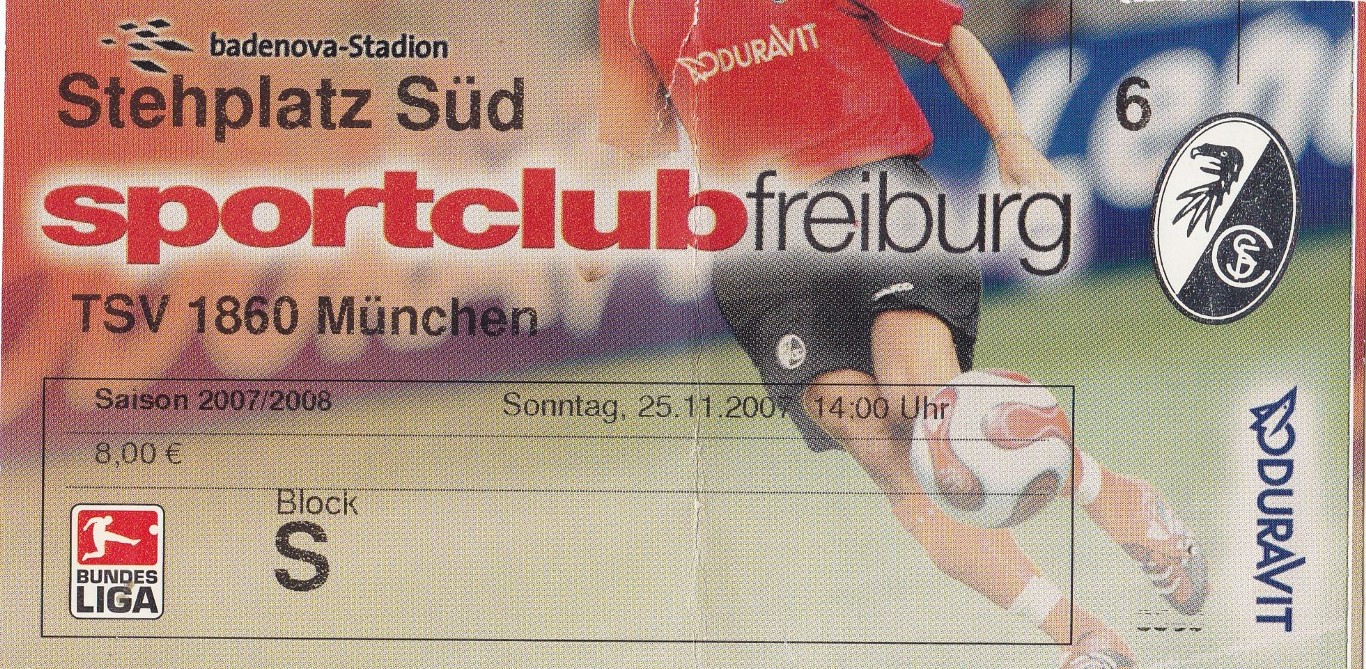 badenova-Stadion
Stehplatz Süd
6
DURAVIT
sportclubfreiburg
SC
TSV 1860 München
Saison 2007/2008
Sonntag, 25.11.2007 14:00 Uhr
8,00 €
Block
S
BUNDES
LIGA
DURAVIT